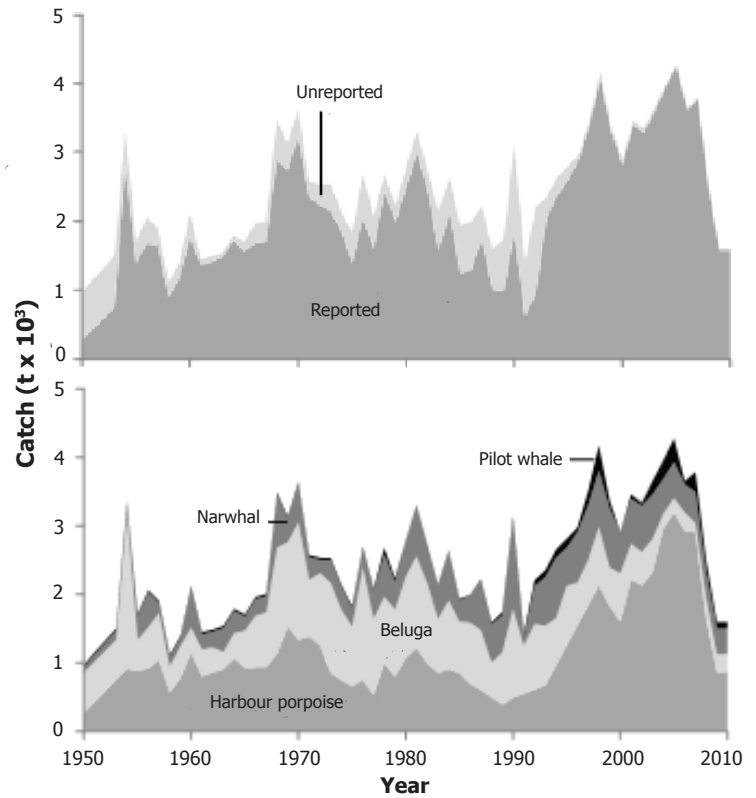 5
4
3
2
1
0
Unreported
Reported
Catch (t x 10³)
5
4
3
2
1
0
Pilot whale
Narwhal
Beluga
Harbour porpoise
1950 1960 1970 1980 1990 2000 2010
Year